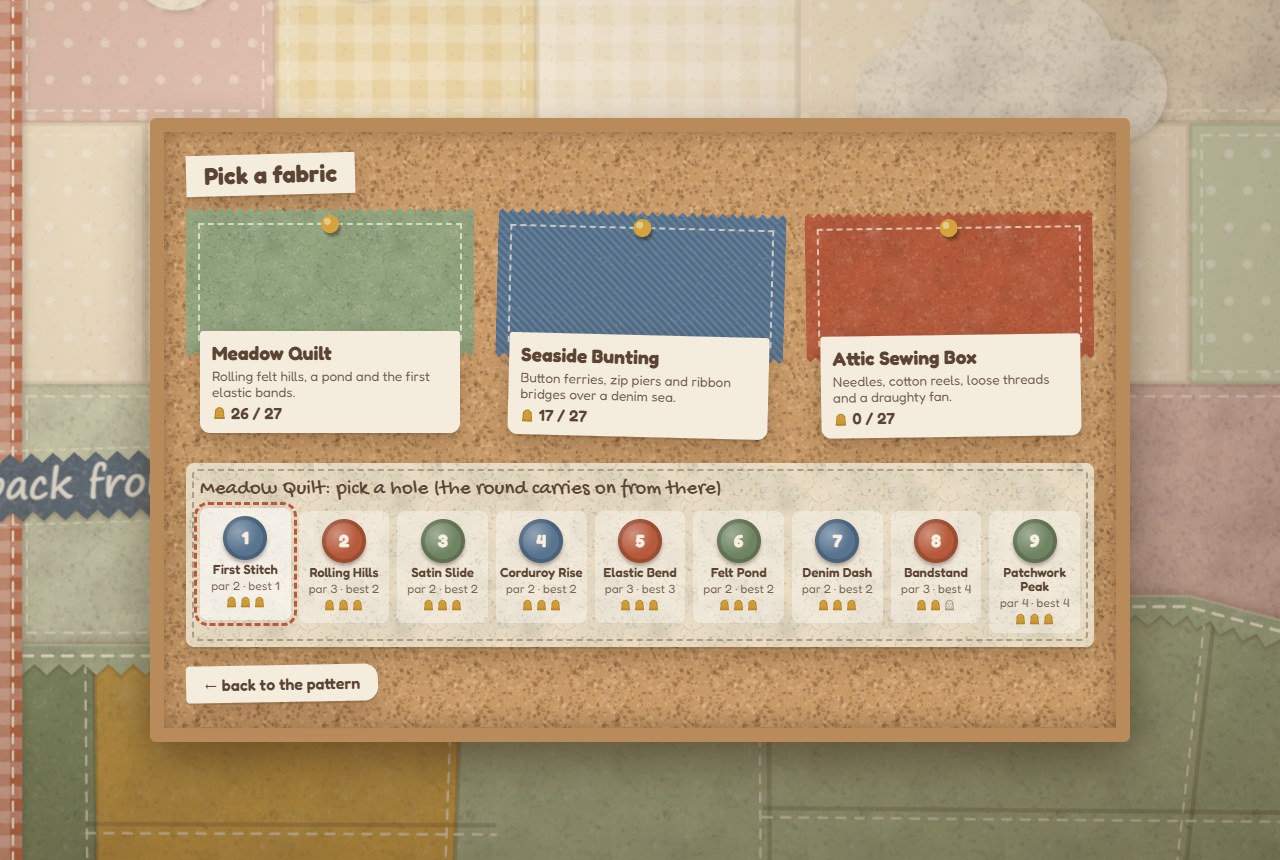 Pick a fabric
Meadow Quilt
Rolling felt hills, a pond and the first
elastic bands.
26 / 27
Seaside Bunting
Button ferries, zip piers and ribbon
bridges over a denim sea.
17 / 27
Attic Sewing Box
Needles, cotton reels, loose threads
and a draughty fan.
0 / 27
back
Meadow Quilt: pick a hole (the round carries on from there)
1
First Stitch
par 2 · best 1
2
Rolling Hills
par 3 · best 2
3
Satin Slide
par 2 · best 2
4
Corduroy Rise
par 2 · best 2
5
Elastic Bend
par 3 · best 3
6
Felt Pond
par 2 · best 2
7
Denim Dash
par 2 · best 2
8
Bandstand
par 3 · best 4
9
Patchwork
Peak
par 4 · best 4
← back to the pattern